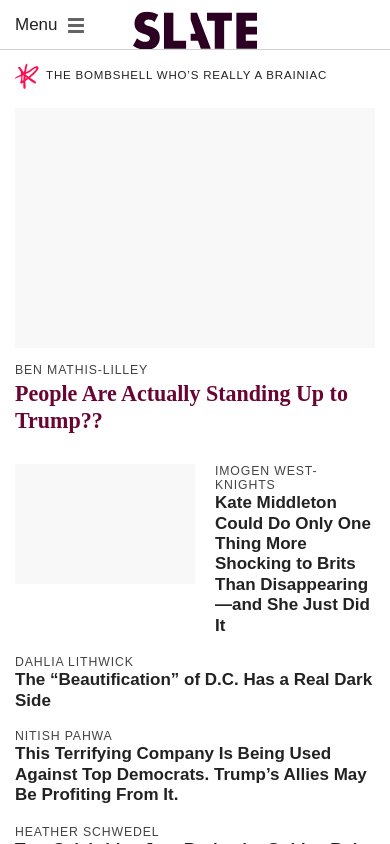 Menu
SLATE
THE BOMBSHELL WHO'S REALLY A BRAINIAC
BEN MATHIS-LILLEY
People Are Actually Standing Up to
Trump??
IMOGEN WEST-
KNIGHTS
Kate Middleton
Could Do Only One
Thing More
Shocking to Brits
Than Disappearing
—and She Just Did
It
DAHLIA LITHWICK
The “Beautification” of D.C. Has a Real Dark
Side
NITISH PAHWA
This Terrifying Company Is Being Used
Against Top Democrats. Trump’s Allies May
Be Profiting From It.
HEATHER SCHWEDEL